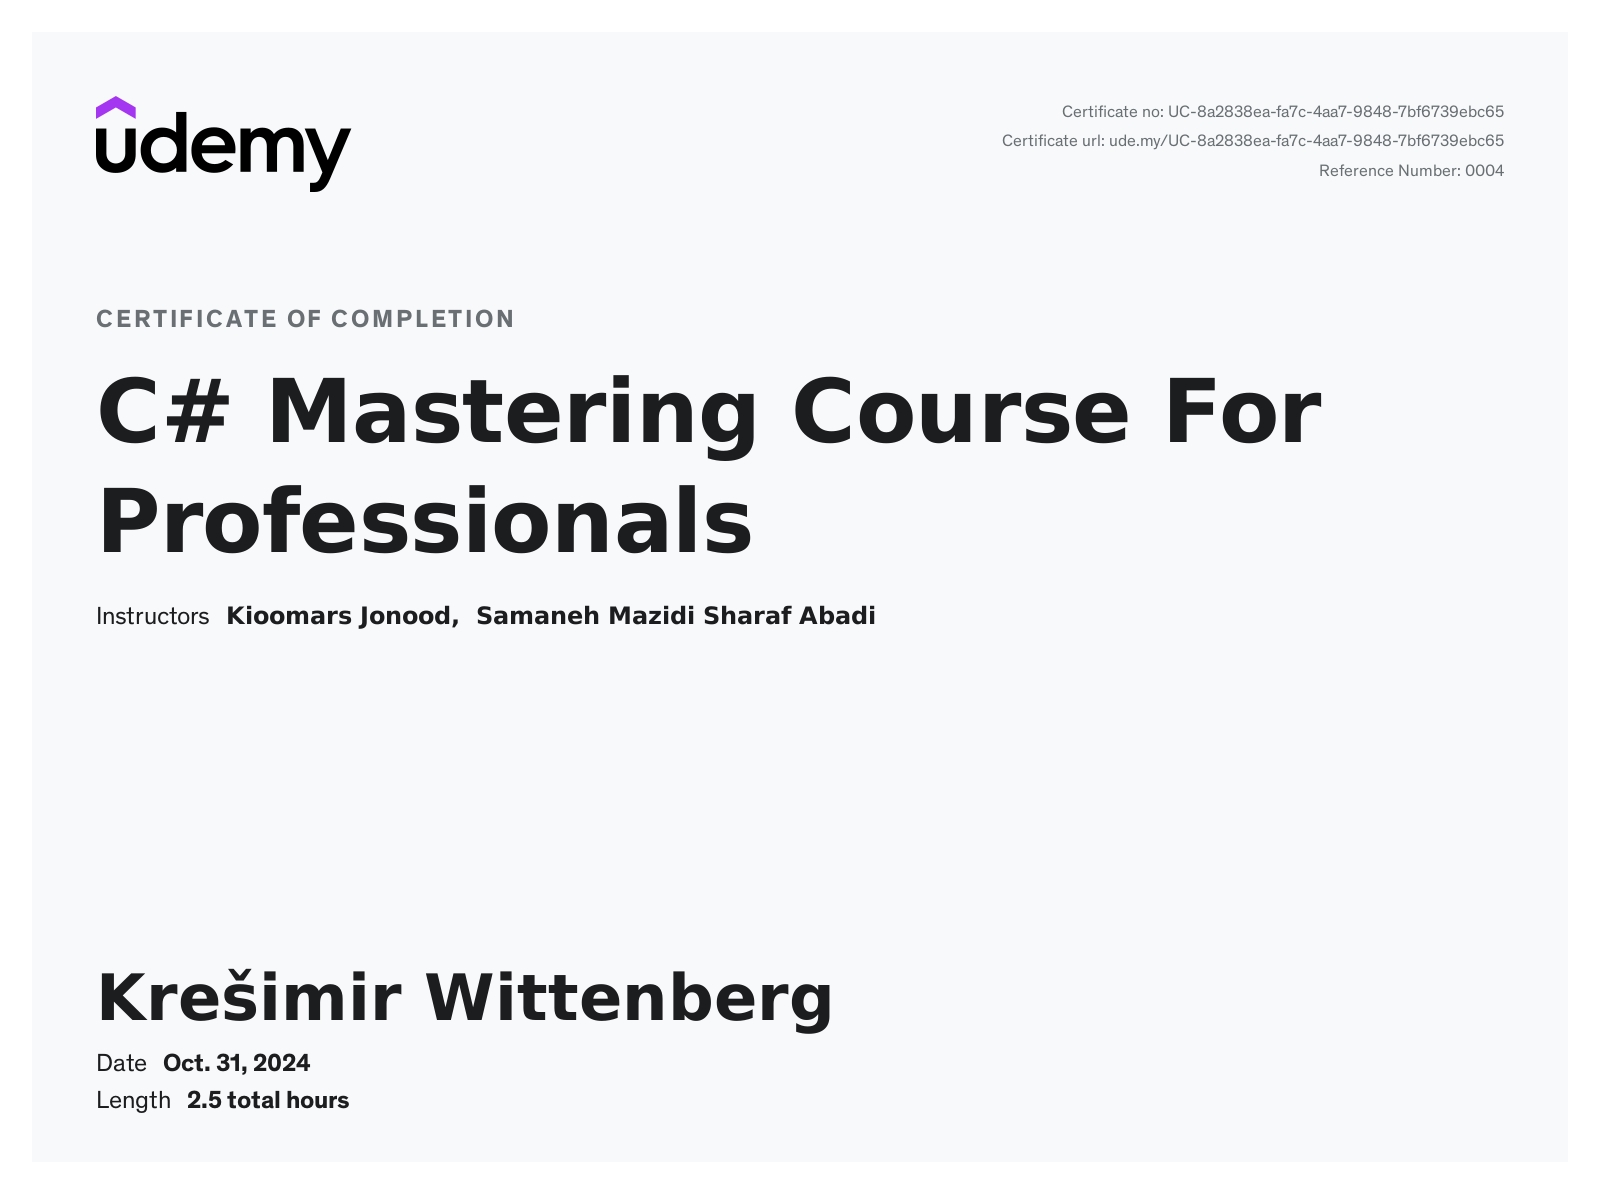 udemy
Certificate no: UC-8a2838ea-fa7c-4aa7-9848-7bf6739ebc65
Certificate url: ude.my/UC-8a2838ea-fa7c-4aa7-9848-7bf6739ebc65
Reference Number: 0004
CERTIFICATE OF COMPLETION
C# Mastering Course For
Professionals
Instructors Kioomars Jonood, Samaneh Mazidi Sharaf Abadi
Krešimir Wittenberg
Date Oct. 31, 2024
Length 2.5 total hours